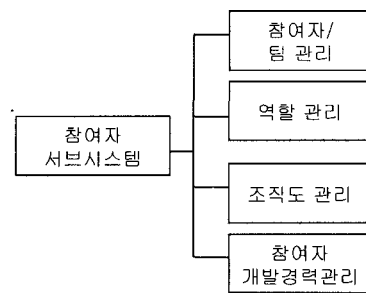 참여자/
팀 관리
역할 관리
참여자
서브시스템
조직도 관리
참여자
개발경력관리